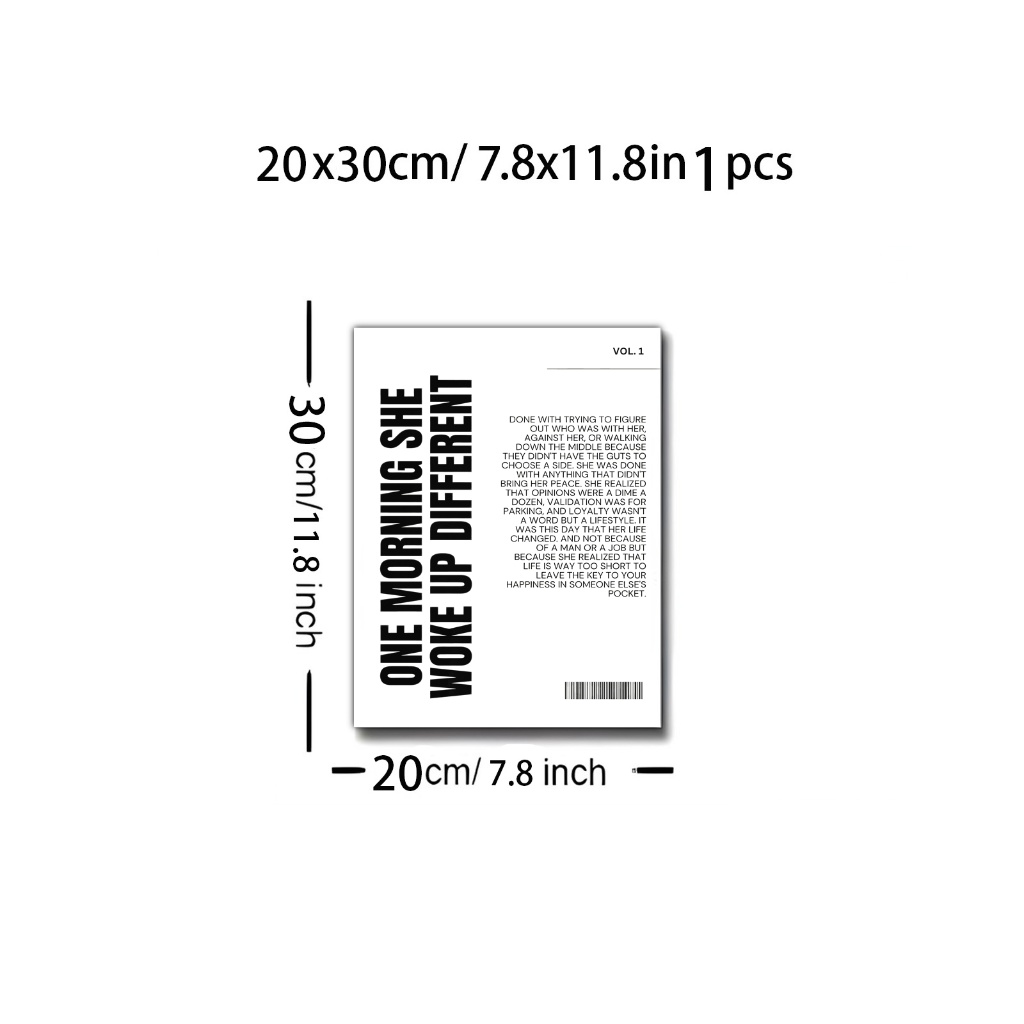 20x30cm/ 7.8x11.8in 1 pcs
30 cm/11.8 inch
ONE MORNING SHE
WOKE UP DIFFERENT
VOL. 1
DONE WITH TRYING TO FIGURE
OUT WHO WAS WITH HER,
AGAINST HER, OR WALKING
DOWN THE MIDDLE BECAUSE
THEY DIDN'T HAVE THE GUTS TO
CHOOSE A SIDE. SHE WAS DONE
WITH ANYTHING THAT DIDN'T
BRING HER PEACE. SHE REALIZED
THAT OPINIONS WERE A DIME A
DOZEN, VALIDATION WAS FOR
PARKING, AND LOYALTY WASN'T
A WORD BUT A LIFESTYLE. IT
WAS THIS DAY THAT HER LIFE
CHANGED. AND NOT BECAUSE
OF A MAN OR A JOB BUT
BECAUSE SHE REALIZED THAT
LIFE IS WAY TOO SHORT TO
LEAVE THE KEY TO YOUR
HAPPINESS IN SOMEONE ELSE'S
POCKET.
20cm/ 7.8 inch